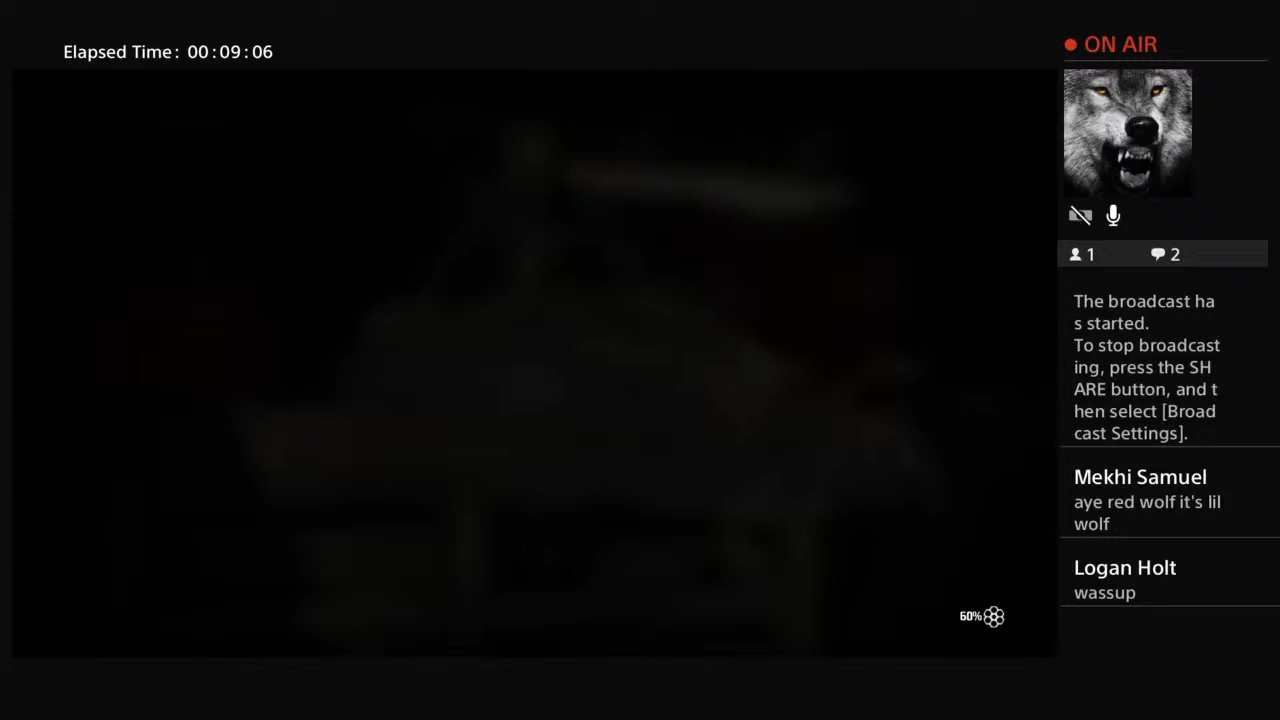 Elapsed Time: 00:09:06
ON AIR
1 2
The broadcast ha
s started.
To stop broadcast
ing, press the SH
ARE button, and t
hen select [Broad
cast Settings].
Mekhi Samuel
aye red wolf it's lil
wolf
Logan Holt
wassup
60%